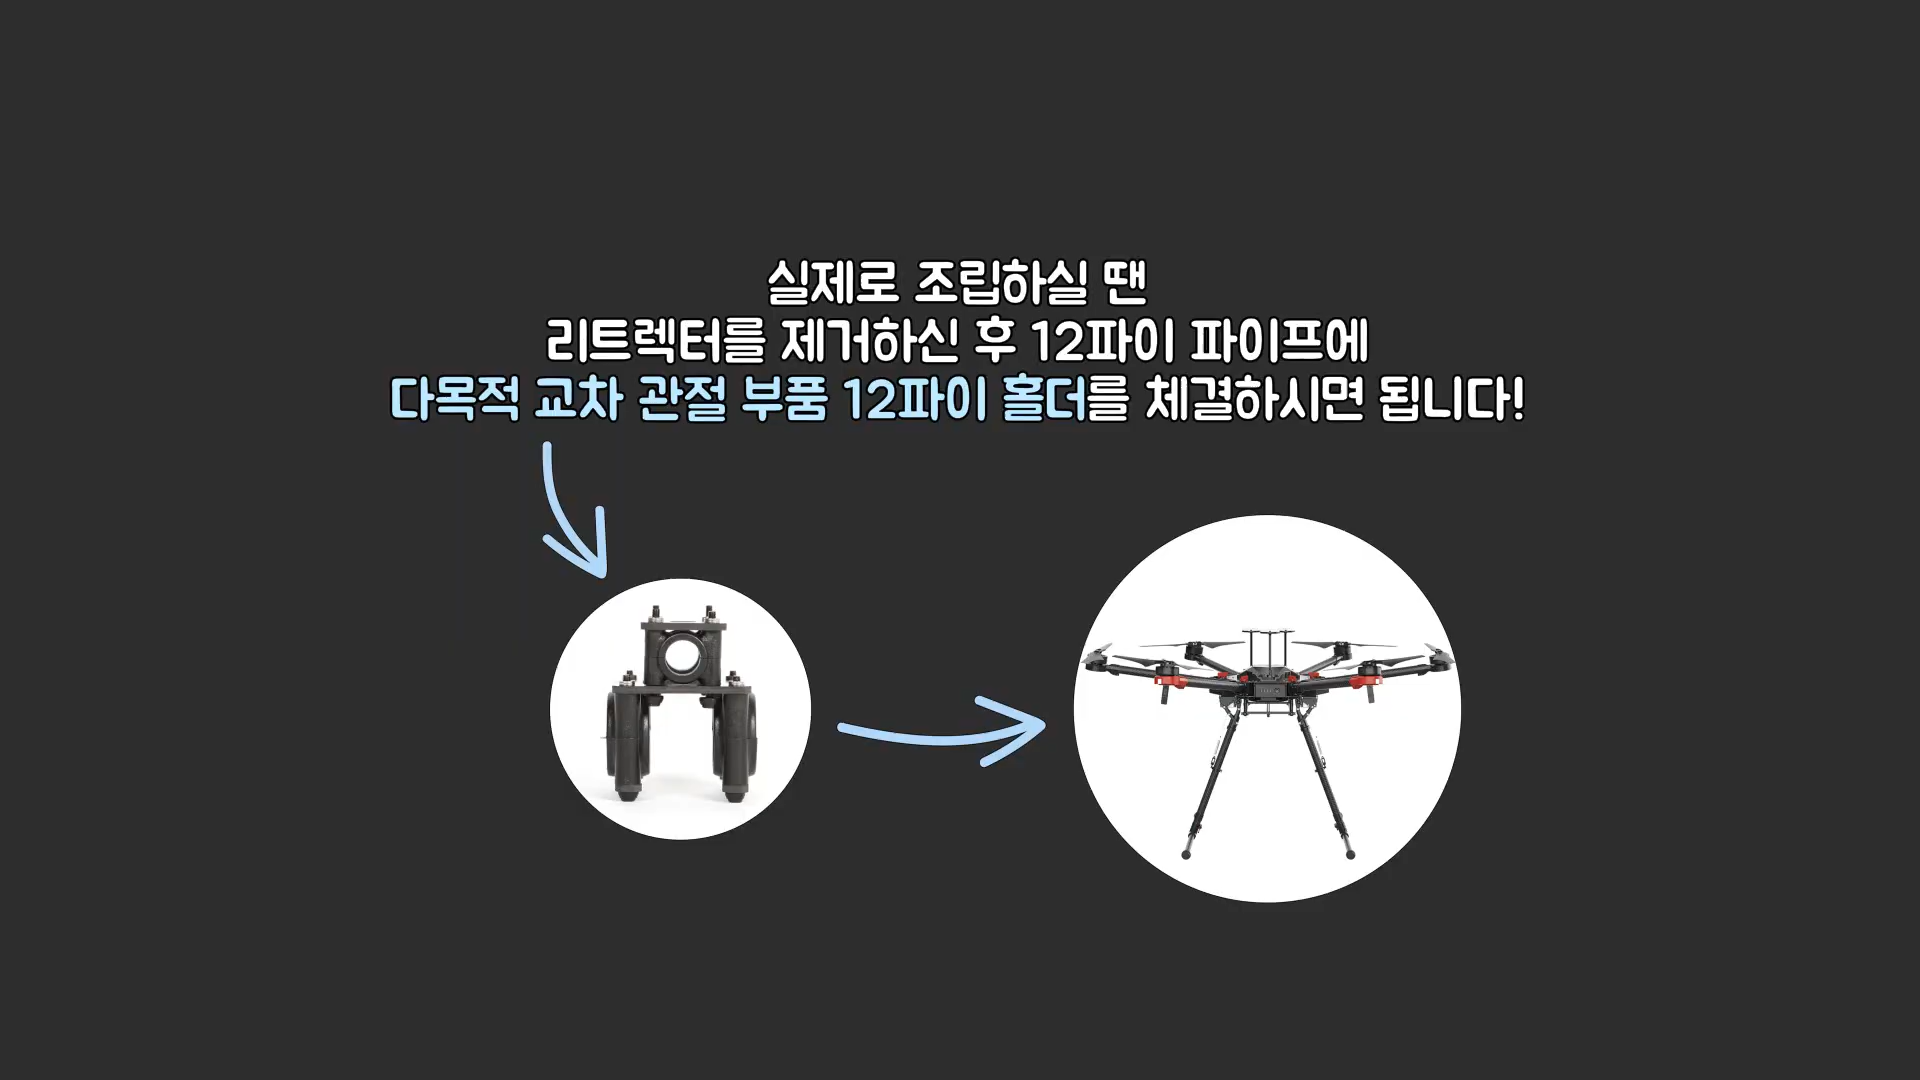 실제로 조립하실 땐
리트렉터를 제거하신 후 12파이 파이프에
다목적 교차 관절 부품 12파이 홀더를 체결하시면 됩니다!